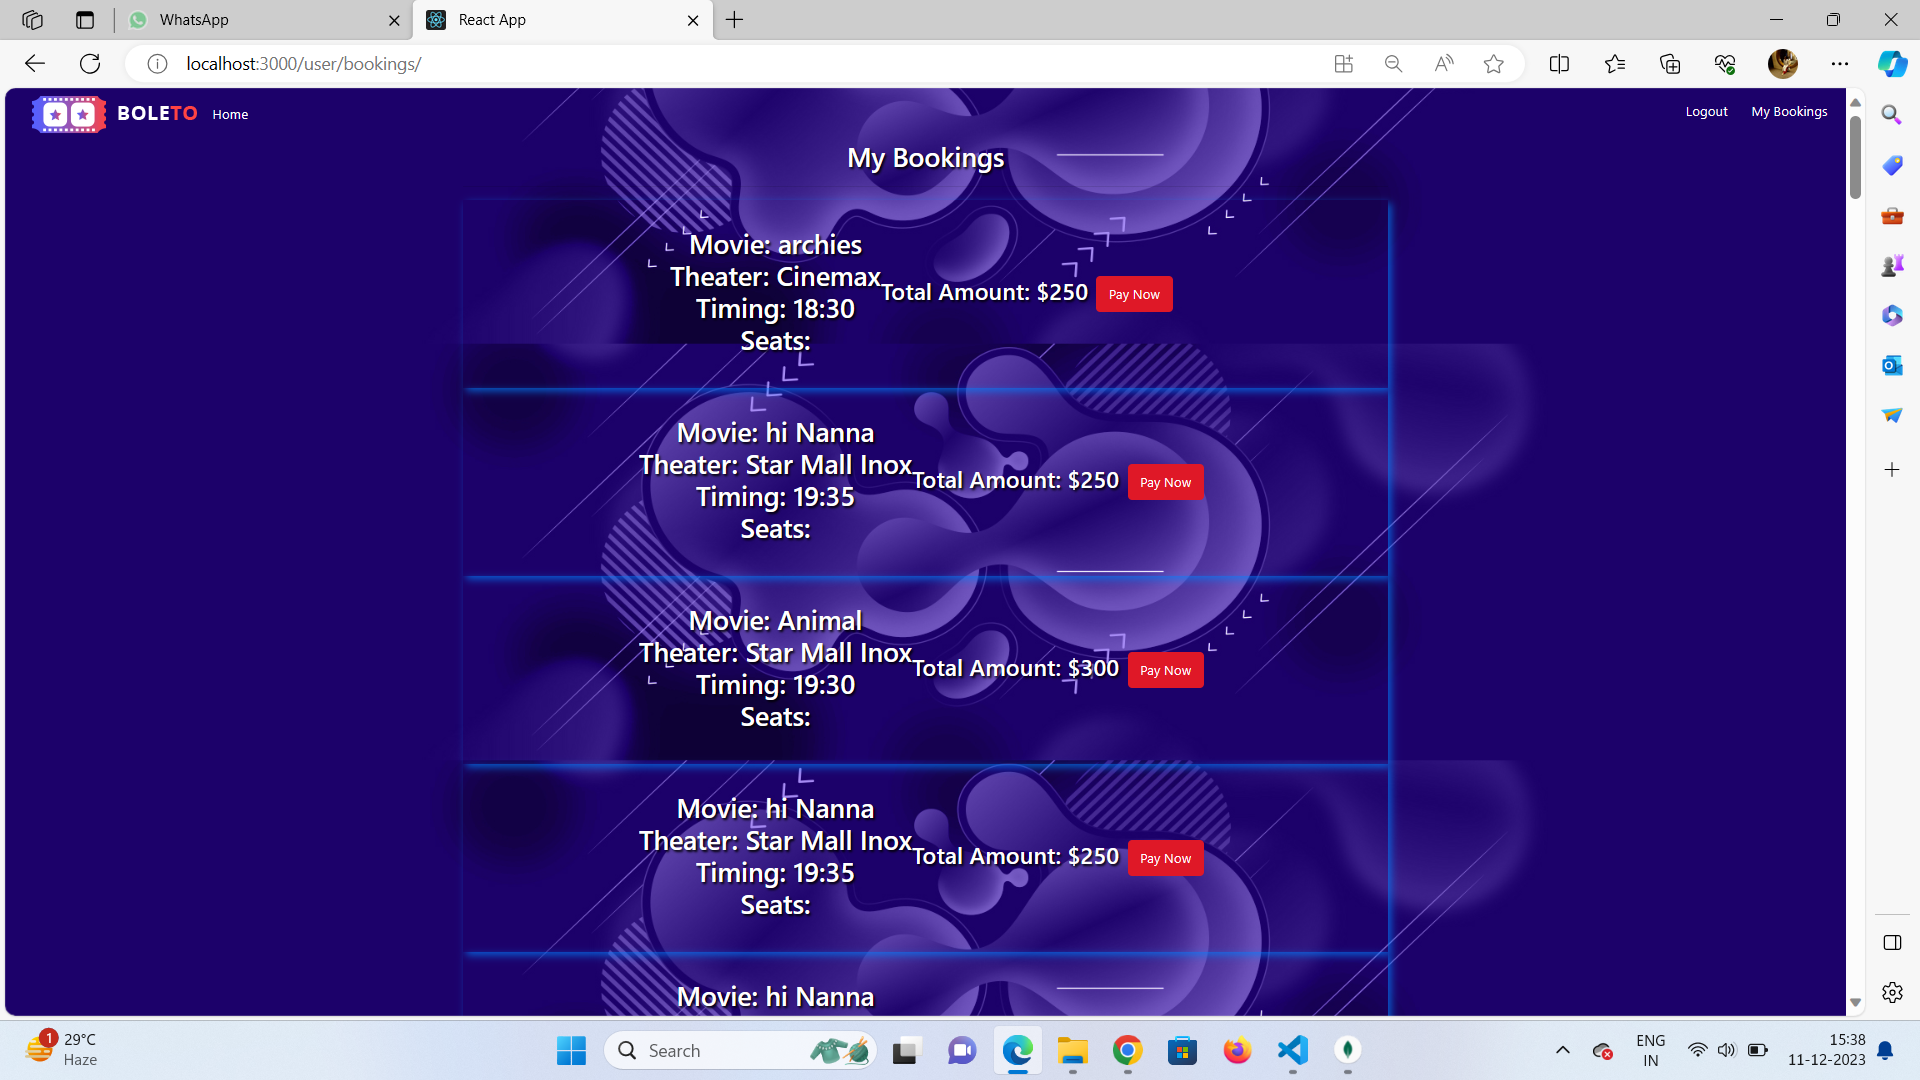 WhatsApp
React App
localhost:3000/user/bookings/
BOLETO
Home
Logout
My Bookings
My Bookings
Movie: archies
Theater: Cinemax
Timing: 18:30
Seats:
Total Amount: $250
Pay Now
Movie: hi Nanna
Theater: Star Mall Inox
Timing: 19:35
Seats:
Total Amount: $250
Pay Now
Movie: Animal
Theater: Star Mall Inox
Timing: 19:30
Seats:
Total Amount: $300
Pay Now
Movie: hi Nanna
Theater: Star Mall Inox
Timing: 19:35
Seats:
Total Amount: $250
Pay Now
Movie: hi Nanna
1
29°C
Haze
Search
ENG
IN
15:38
11-12-2023